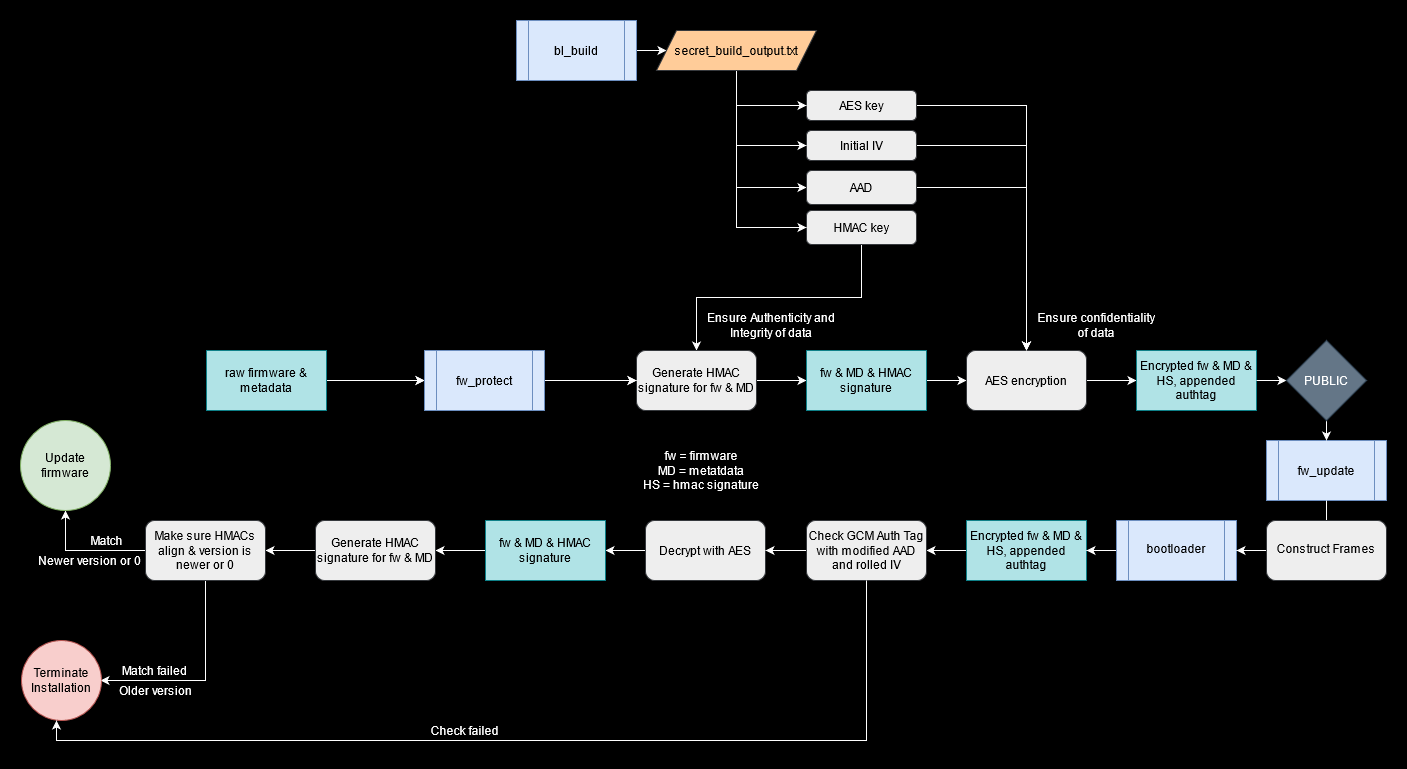 bl_build
secret_build_output.txt
AES key
Initial IV
AAD
HMAC key
Ensure Authenticity and
Integrity of data
Ensure confidentiality
of data
raw firmware &
metadata
fw_protect
Generate HMAC
signature for fw & MD
fw & MD & HMAC
signature
AES encryption
Encrypted fw & MD &
HS, appended
authtag
PUBLIC
Update
firmware
fw = firmware
MD = metatdata
HS = hmac signature
fw_update
Match
Newer version or 0
Make sure HMACs
align & version is
newer or 0
Generate HMAC
signature for fw & MD
fw & MD & HMAC
signature
Decrypt with AES
Check GCM Auth Tag
with modified AAD
and rolled IV
Encrypted fw & MD &
HS, appended
authtag
bootloader
Construct Frames
Terminate
Installation
Match failed
Older version
Check failed